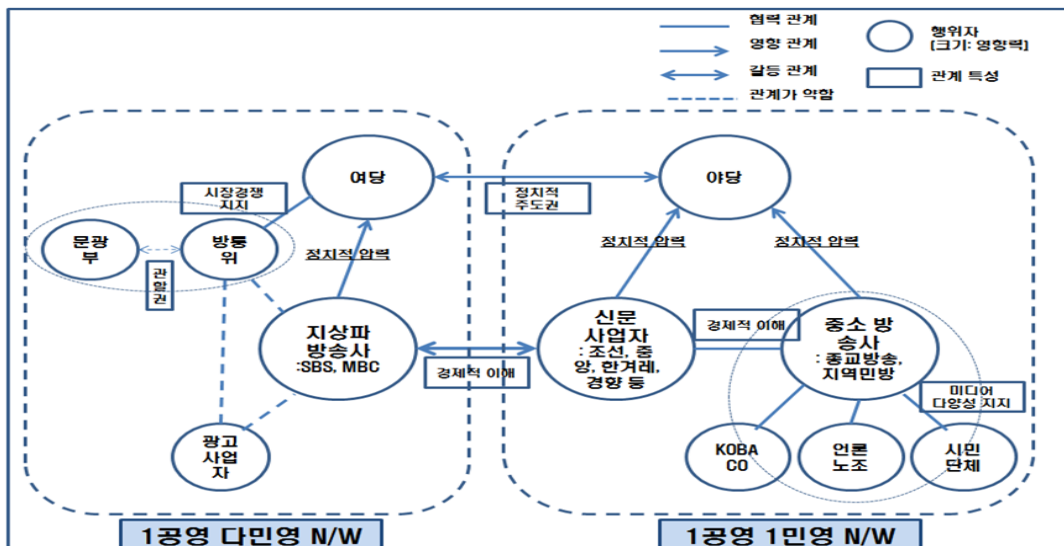 협력 관계
영향 관계
갈등 관계
관계가 약함
행위자
[크기: 영향력]
관계 특성
여당
시장경쟁
지지
문광
부
방통
위
관할
권
정치적 압력
지상파
방송사
:SBS, MBC
광고
사업
자
정치적
주도권
경제적 이해
야당
정치적 압력
정치적 압력
신문
사업자
: 조선, 중
앙, 한겨레,
경향 등
경제적 이해
중소 방
송사
: 종교방송,
지역민방
미디어
다양성 지지
KOBA
CO
언론
노조
시민
단체
1공영 다민영 N/W
1공영 1민영 N/W